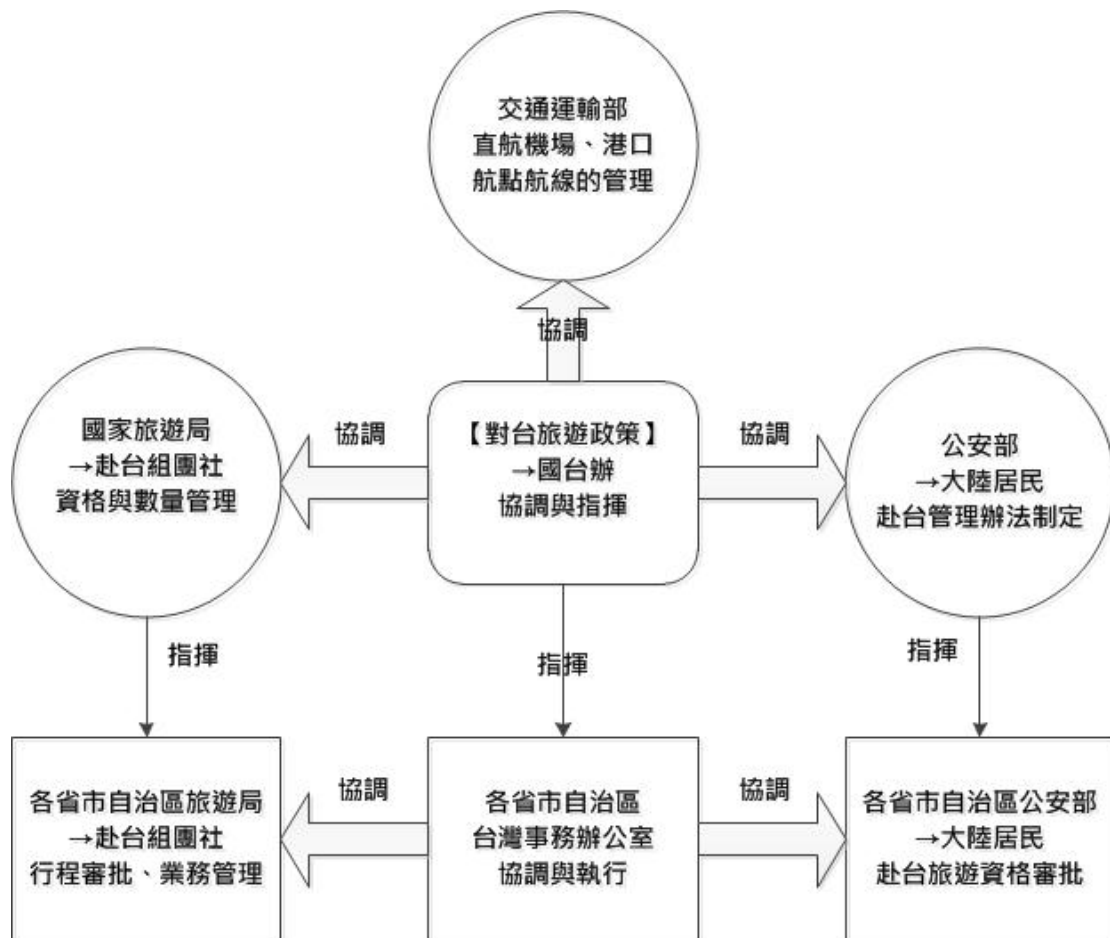 交通運輸部
直航機場、港口
航點航線的管理
協調
國家旅遊局
→赴台組團社
資格與數量管理
協調
【對台旅遊政策】
→國台辦
協調與指揮
協調
公安部
→大陸居民
赴台管理辦法制定
指揮
指揮
指揮
各省市自治區旅遊局
→赴台組團社
行程審批、業務管理
協調
各省市自治區
台灣事務辦公室
協調與執行
協調
各省市自治區公安部
→大陸居民
赴台旅遊資格審批